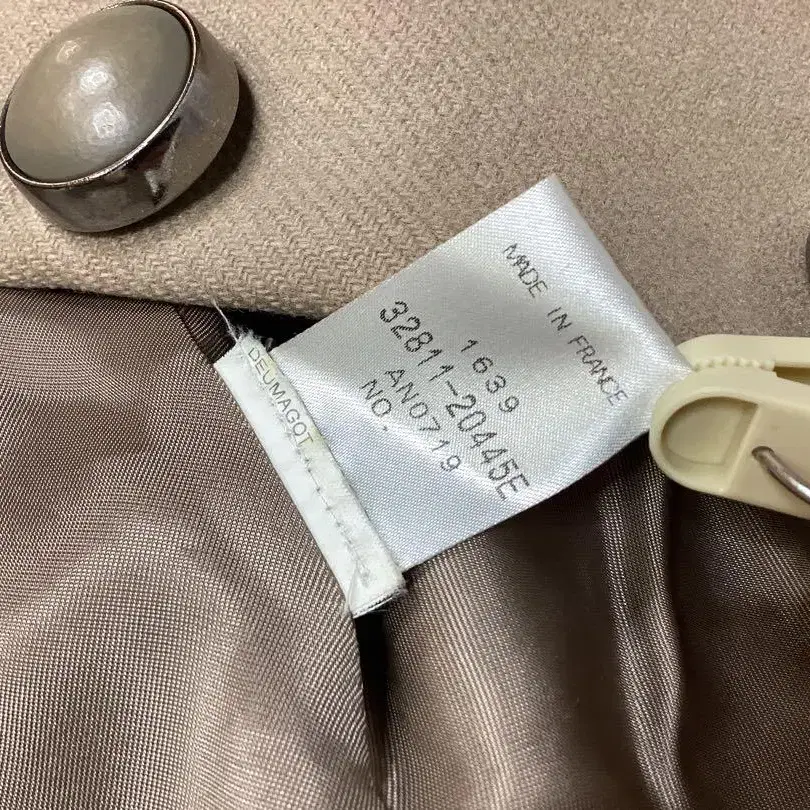 MADE IN FRANCE
1639
32811-20445E
AN0719
NO.
DEUMAGOT